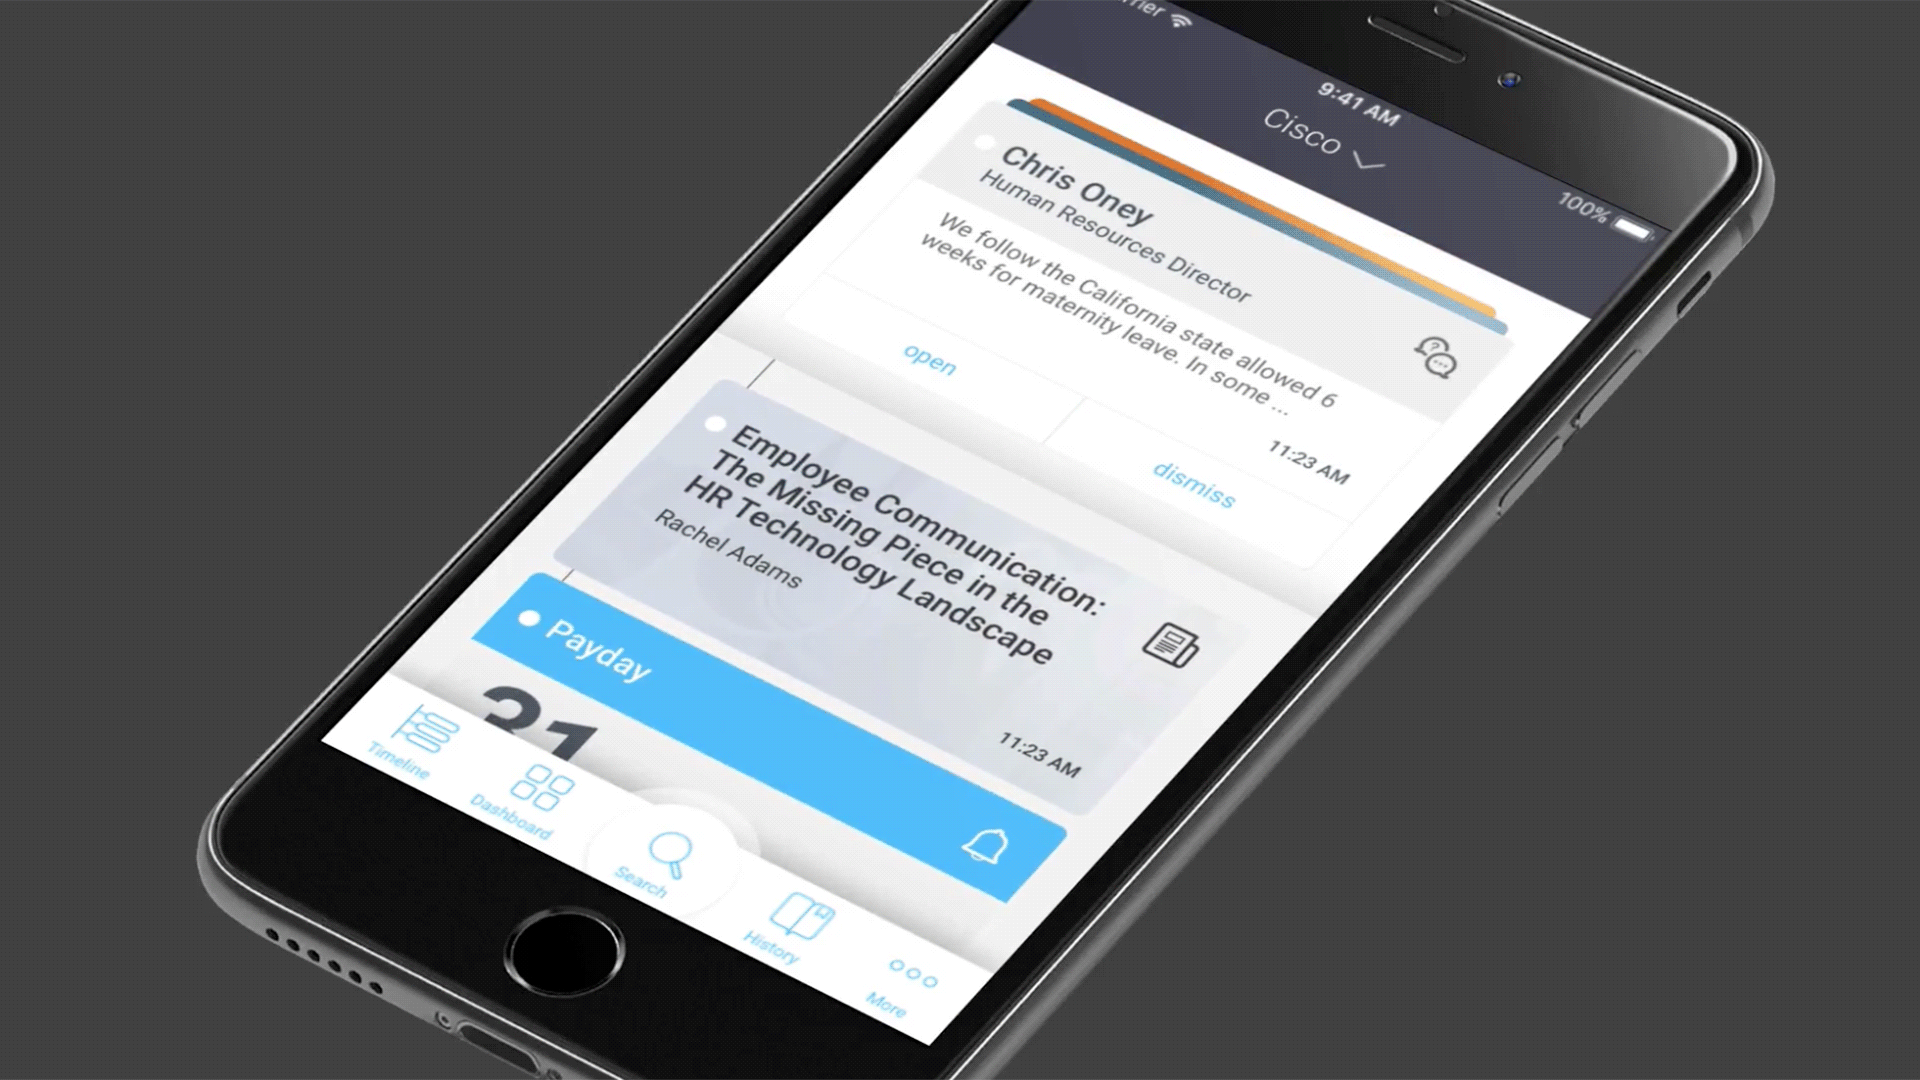 9:41 AM
100%
Cisco
Chris Oney
Human Resources Director
We follow the California state allowed 6
weeks for maternity leave. In some ...
11:23 AM
open
dismiss
Employee Communication:
The Missing Piece in the
HR Technology Landscape
Rachel Adams
11:23 AM
Payday
31
Timeline
Dashboard
Search
History
More